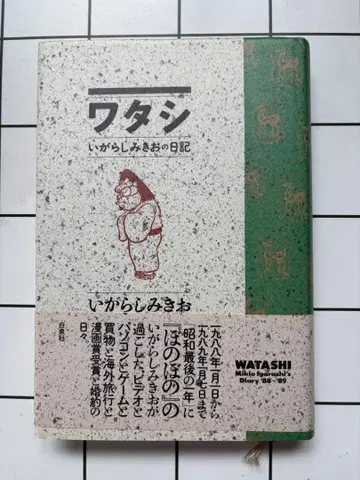 ワタシ
いがらしみきおの日記
いがらしみきお
白泉社
一九八八年一月一日から
一九八九年一月七日まで
昭和最後の一年に
『ぼのぼの』の
いがらしみきおが
過ごした、ビデオと
パソコンとゲームと
買物と海外旅行と
漫画賞受賞と婚約の
日々。
WATASHI
Mikio Igarashi's
Diary '88~'89